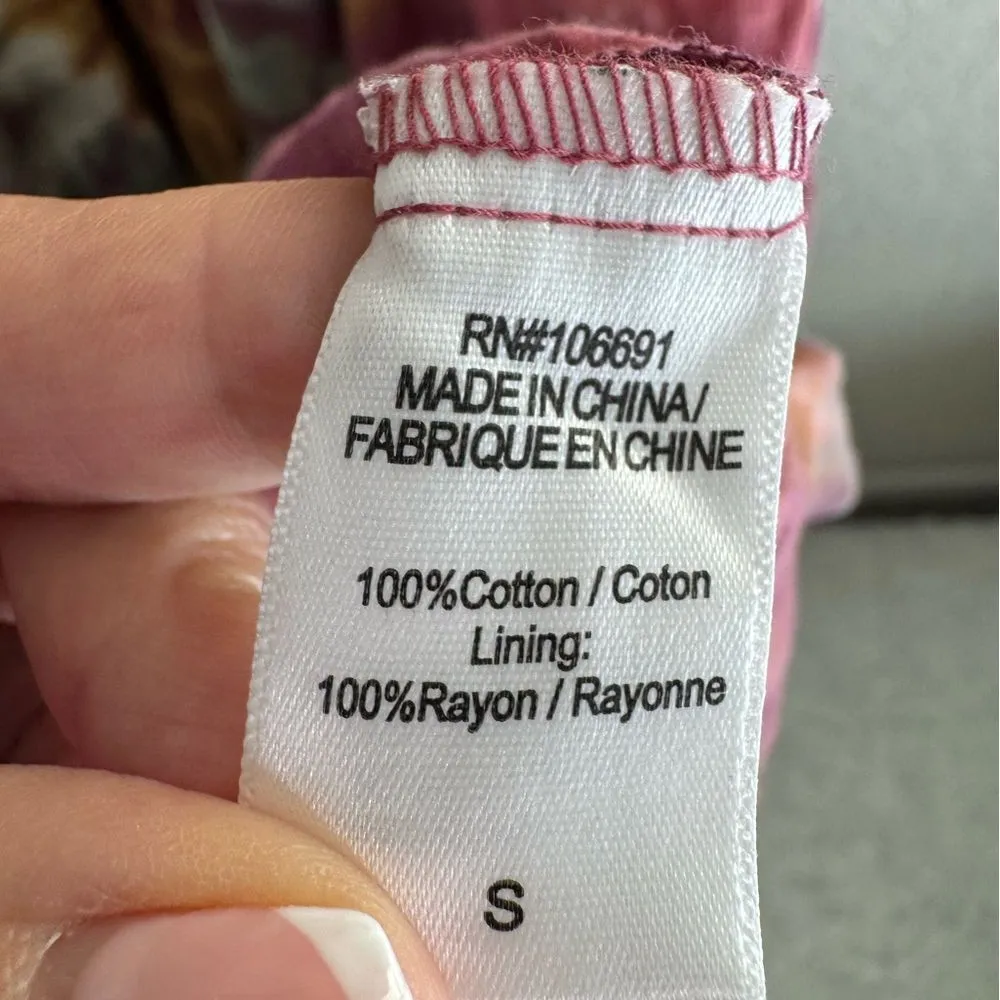 RN#106691
MADE IN CHINA/
FABRIQUE EN CHINE
100%Cotton / Coton
Lining:
100%Rayon / Rayonne
S